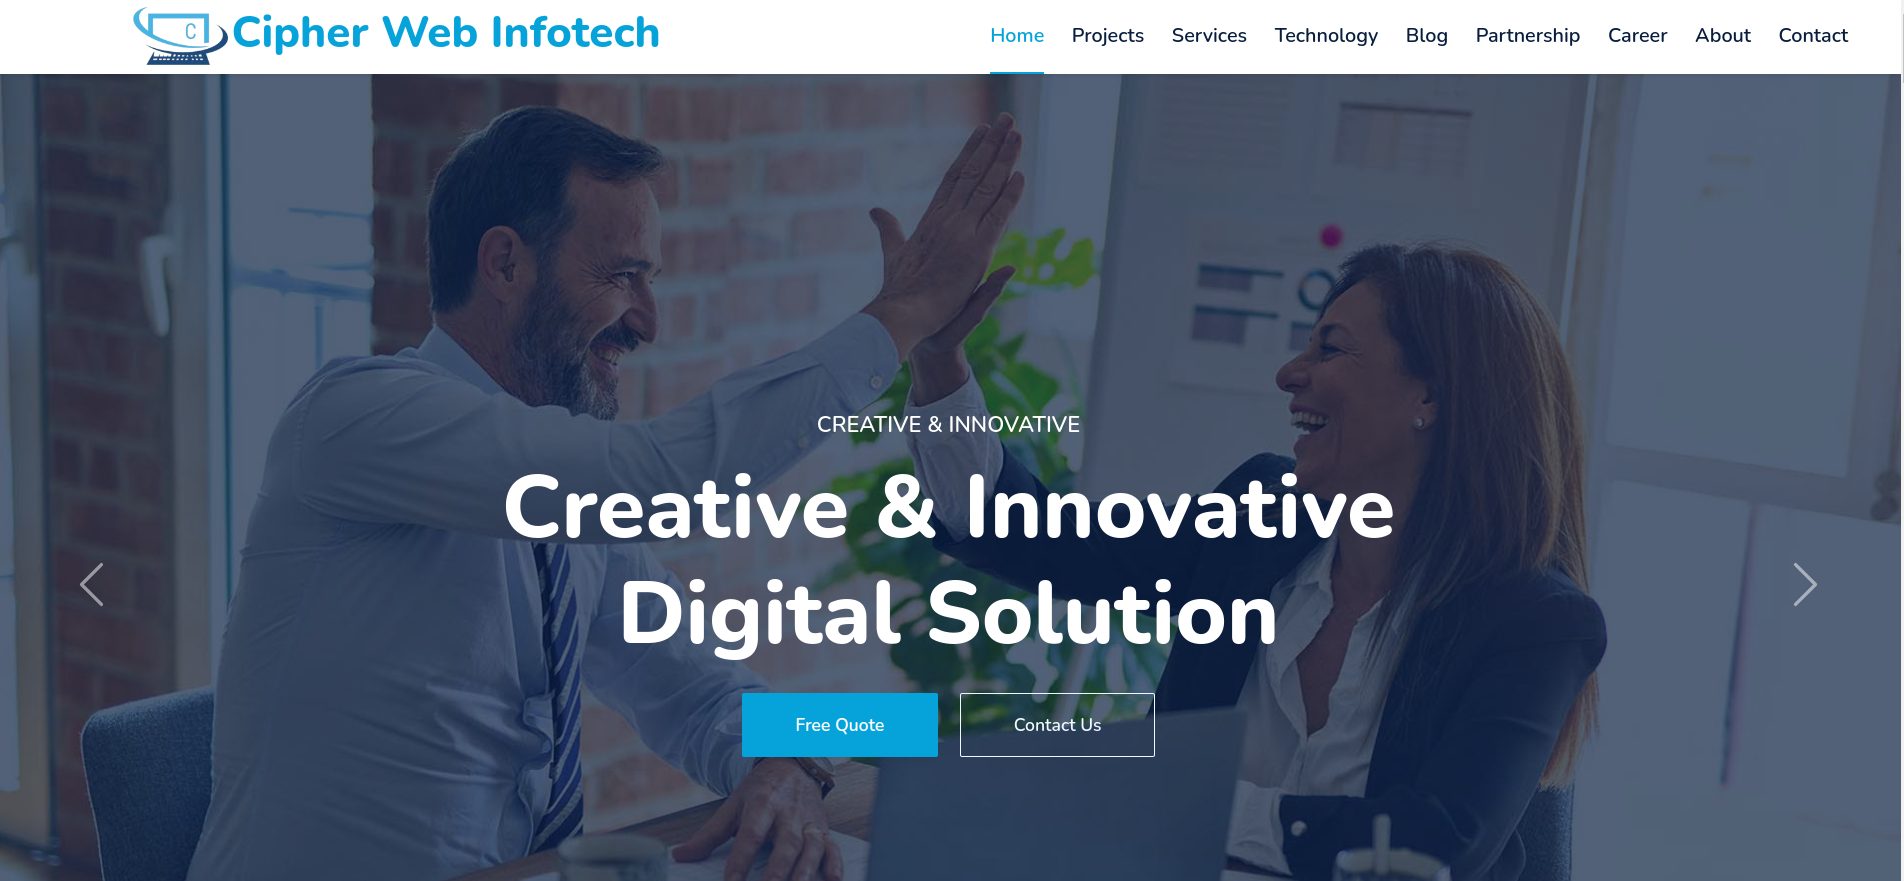 C
Cipher Web Infotech
Home Projects Services Technology Blog Partnership Career About Contact
CREATIVE & INNOVATIVE
Creative & Innovative
Digital Solution
Free Quote Contact Us